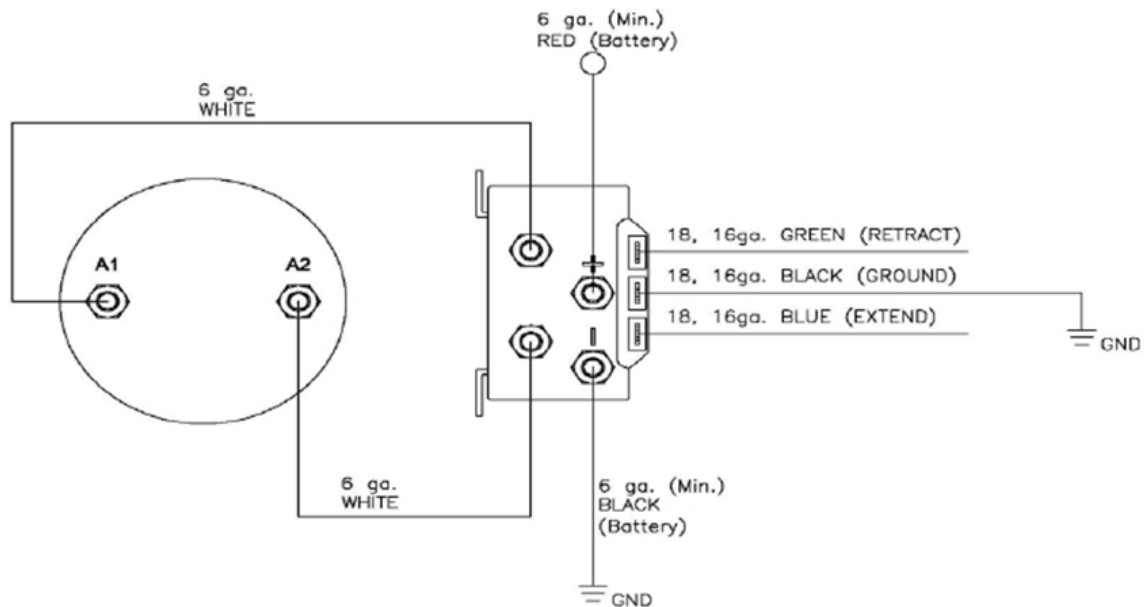 6 ga. (Min.)
RED (Battery)
6 ga.
WHITE
A1
A2
+
18, 16ga. GREEN (RETRACT)
18, 16ga. BLACK (GROUND)
18, 16ga. BLUE (EXTEND)
GND
-
6 ga.
WHITE
6 ga. (Min.)
BLACK
(Battery)
GND